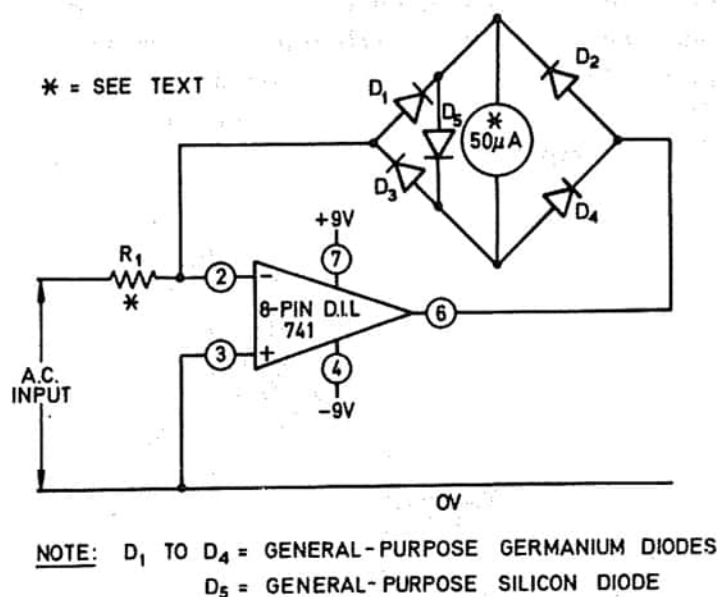 * = SEE TEXT
D1
D2
D5
*
50µA
D3
D4
+9V
R1
*
7
2
-
8-PIN D.I.L
741
6
3
+
4
-9V
A.C.
INPUT
0V
NOTE: D1 TO D4 = GENERAL-PURPOSE GERMANIUM DIODES
D5 = GENERAL-PURPOSE SILICON DIODE